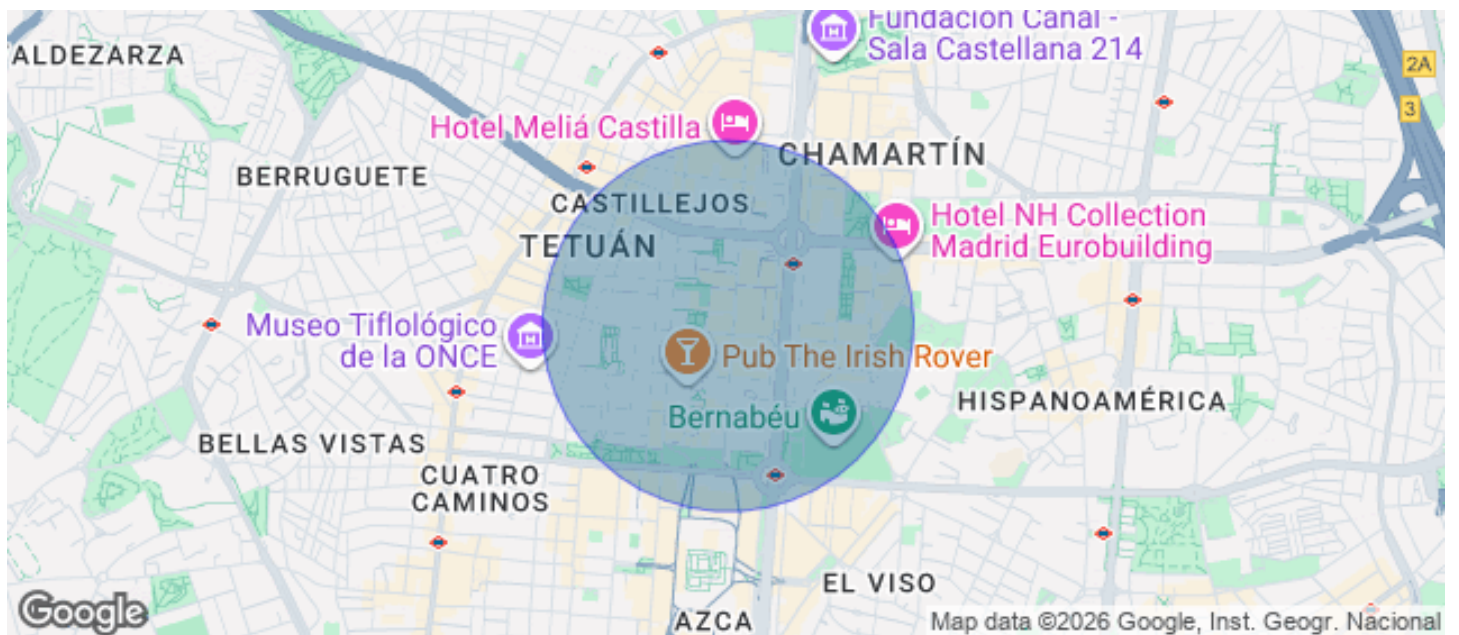 Fundación Canal -
Sala Castellana 214
ALDEZARZA
2A
3
Hotel Meliá Castilla
CHAMARTÍN
BERRUGUETE
CASTILLEJOS
Hotel NH Collection
Madrid Eurobuilding
TETUÁN
Museo Tiflológico
de la ONCE
Pub The Irish Rover
HISPANOAMÉRICA
Bernabéu
BELLAS VISTAS
CUATRO
CAMINOS
EL VISO
Google
AZCA
Map data ©2026 Google, Inst. Geogr. Nacional